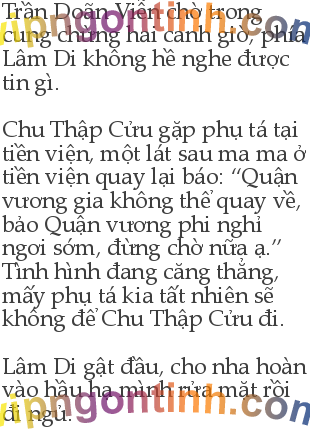 Trần Doãn Viễn chờ trong
cung chừng hai canh giờ, phía
Lâm Di không hề nghe được
tin gì.
Chu Thập Cửu gặp phụ tá tại
tiền viện, một lát sau ma ma ở
tiền viện quay lại báo: “Quận
vương gia không thể quay về,
bảo Quận vương phi nghỉ
ngơi sớm, đừng chờ nữa ạ.”
Tình hình đang căng thẳng,
mấy phụ tá kia tất nhiên sẽ
không để Chu Thập Cửu đi.
Lâm Di gật đầu, cho nha hoàn
vào hầu hạ mình rửa mặt rồi
đi ngủ.
vipngontinh.com
vipngontinh.com